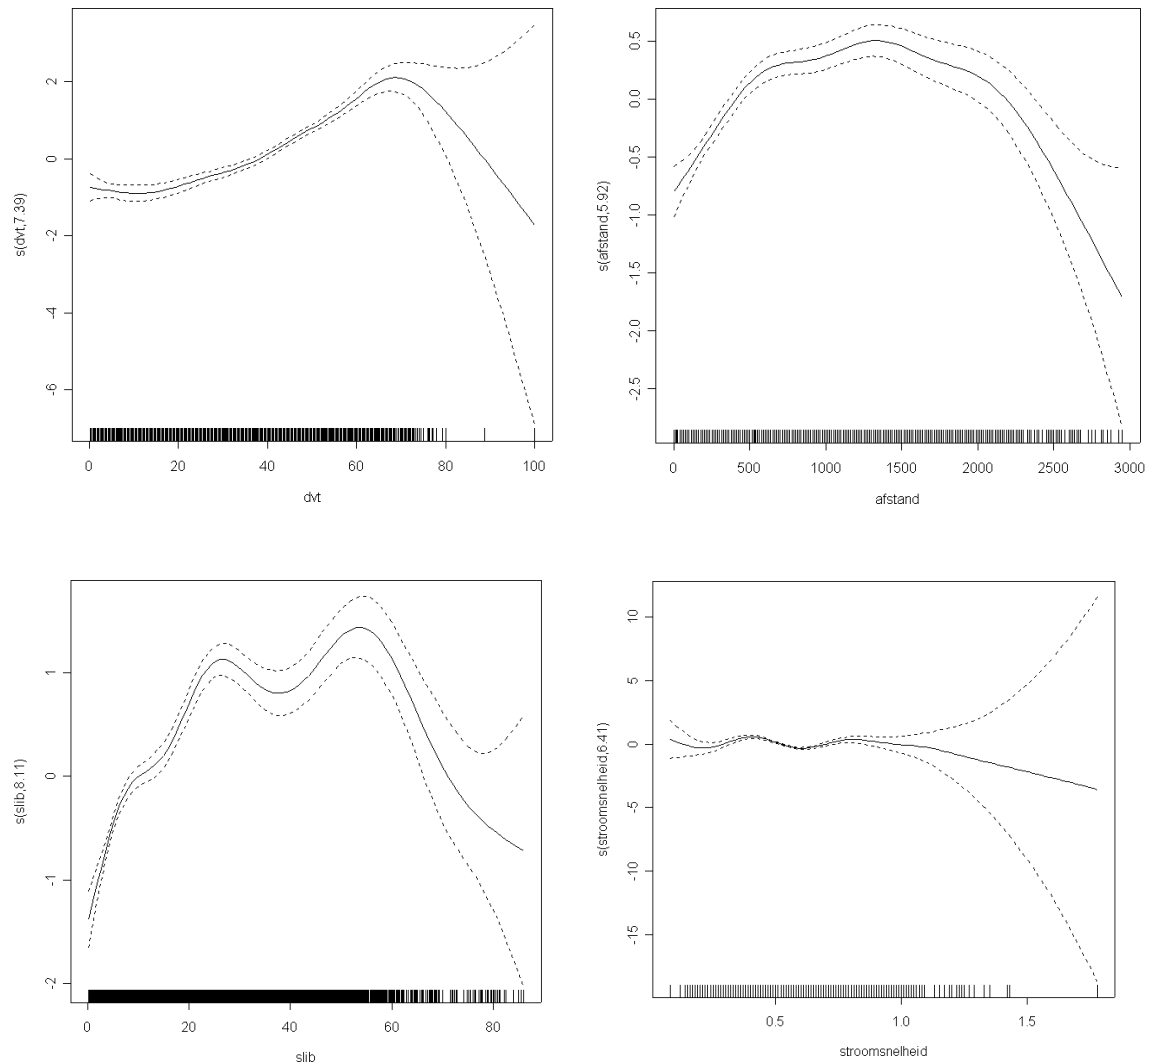 2
0
-2
-4
-6
s(dvt,7.39)
0 20 40 60 80 100
dvt
0.5
0.0
-0.5
-1.0
-1.5
-2.0
-2.5
s(afstand,5.92)
0 500 1000 1500 2000 2500 3000
afstand
1
0
-1
-2
s(slib,8.11)
0 20 40 60 80
slib
10
5
0
-5
-10
-15
s(stroomsnelheid,6.41)
0.5 1.0 1.5
stroomsnelheid